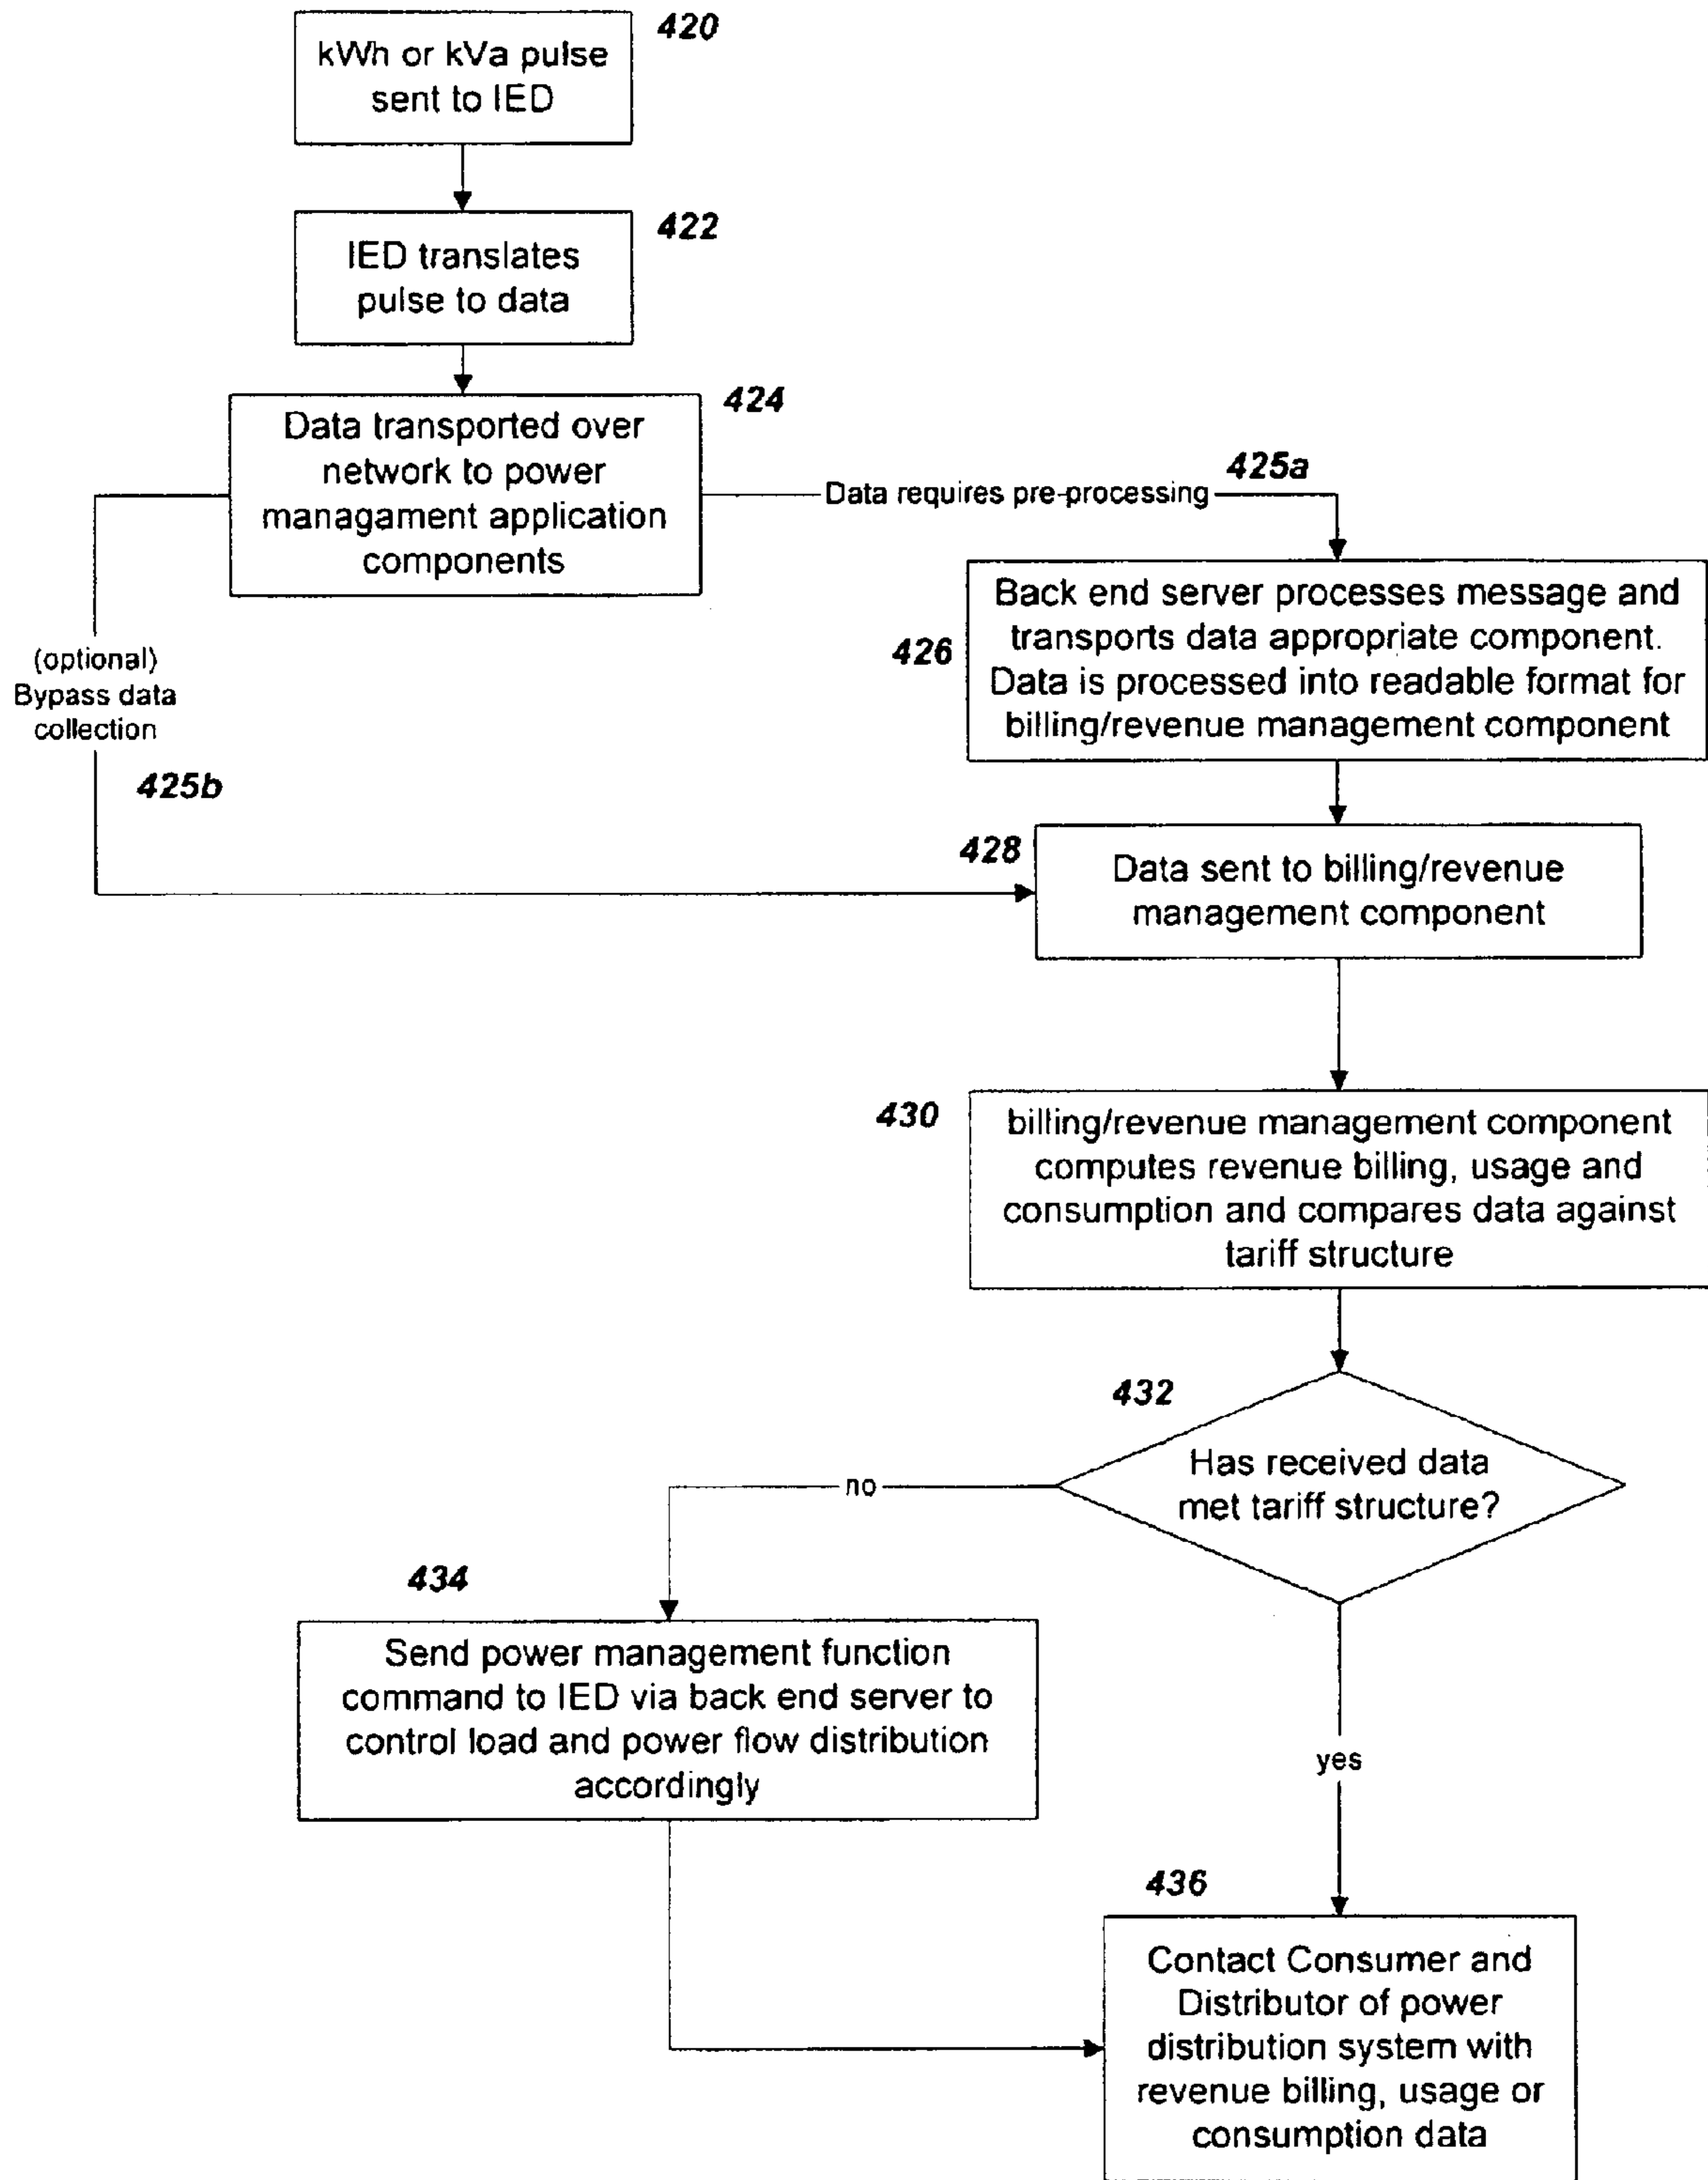 420
kWh or kVa pulse
sent to IED
422
IED translates
pulse to data
424
Data transported over
network to power
managament application
components
425a
Data requires pre-processing
(optional)
Bypass data
collection
425b
426
Back end server processes message and
transports data appropriate component.
Data is processed into readable format for
billing/revenue management component
428
Data sent to billing/revenue
management component
430
billing/revenue management component
computes revenue billing, usage and
consumption and compares data against
tariff structure
432
Has received data
met tariff structure?
no
434
Send power management function
command to IED via back end server to
control load and power flow distribution
accordingly
yes
436
Contact Consumer and
Distributor of power
distribution system with
revenue billing, usage or
consumption data